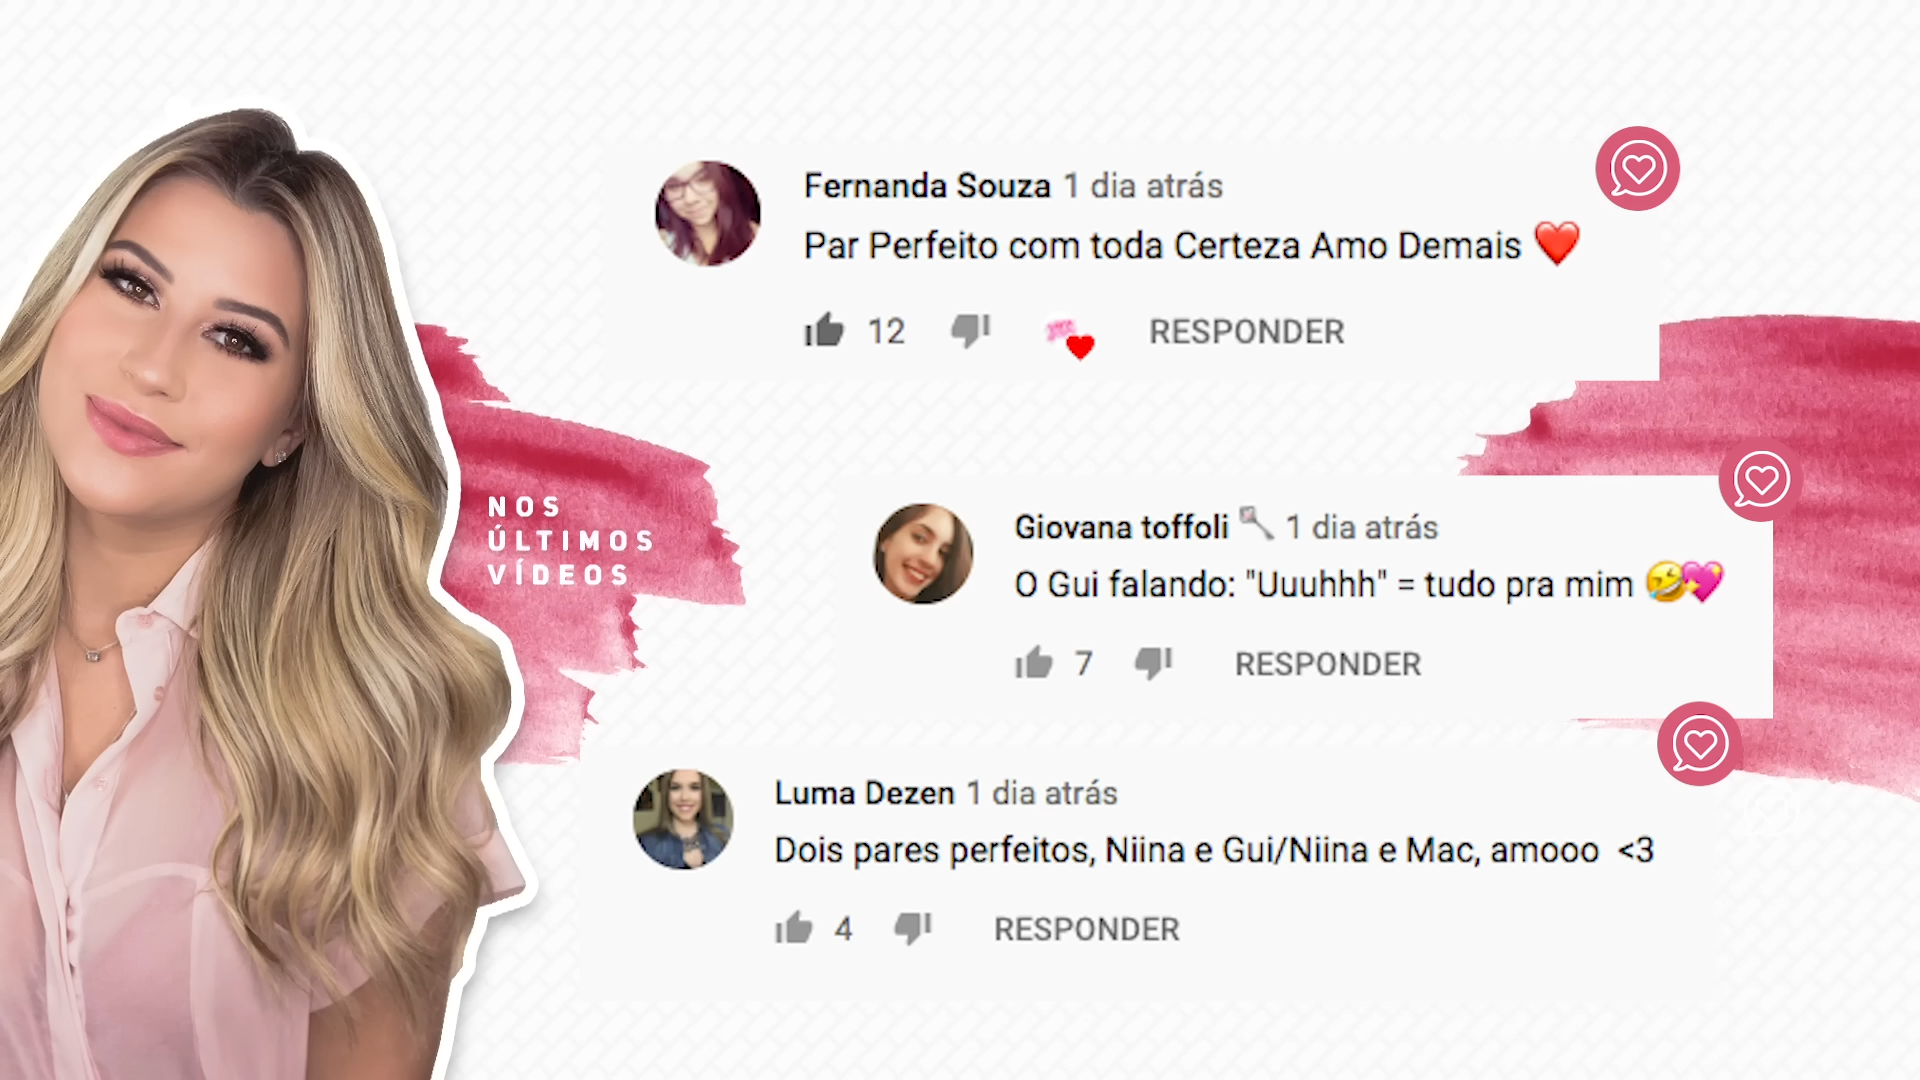 NOS
ÚLTIMOS
VÍDEOS
Fernanda Souza 1 dia atrás
Par Perfeito com toda Certeza Amo Demais ❤️
12 RESPONDER
Giovana toffoli 1 dia atrás
O Gui falando: "Uuuhhh" = tudo pra mim 🤣💖
7 RESPONDER
Luma Dezen 1 dia atrás
Dois pares perfeitos, Niina e Gui/Niina e Mac, amooo <3
4 RESPONDER